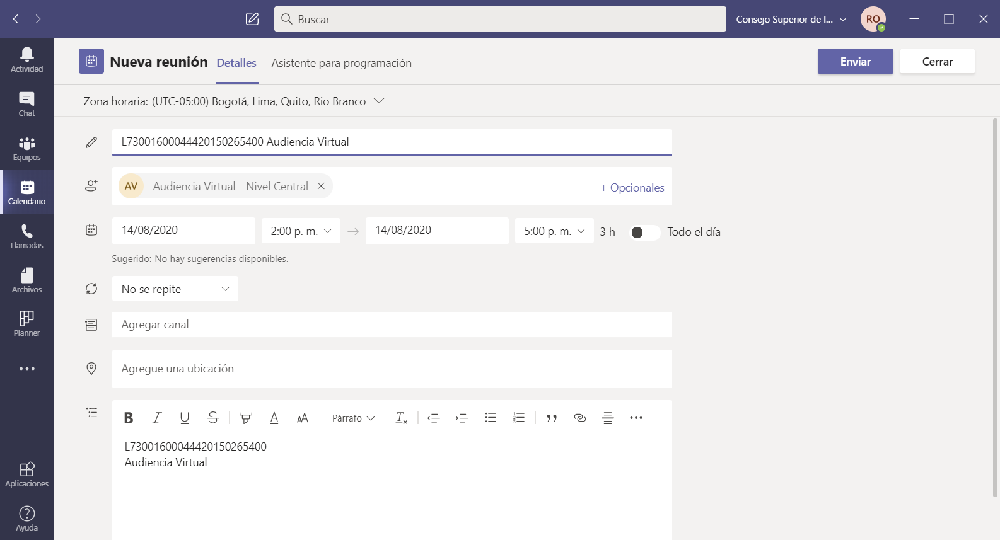 Buscar
Consejo Superior de l...
RO
Actividad
Chat
Equipos
Calendario
Llamadas
Archivos
Planner
Aplicaciones
Ayuda
Nueva reunión
Detalles
Asistente para programación
Enviar
Cerrar
Zona horaria: (UTC-05:00) Bogotá, Lima, Quito, Rio Branco
L73001600044420150265400 Audiencia Virtual
AV
Audiencia Virtual - Nivel Central
+ Opcionales
14/08/2020
2:00 p. m.
14/08/2020
5:00 p. m.
3 h
Todo el día
Sugerido: No hay sugerencias disponibles.
No se repite
Agregar canal
Agregue una ubicación
Párrafo
L73001600044420150265400
Audiencia Virtual